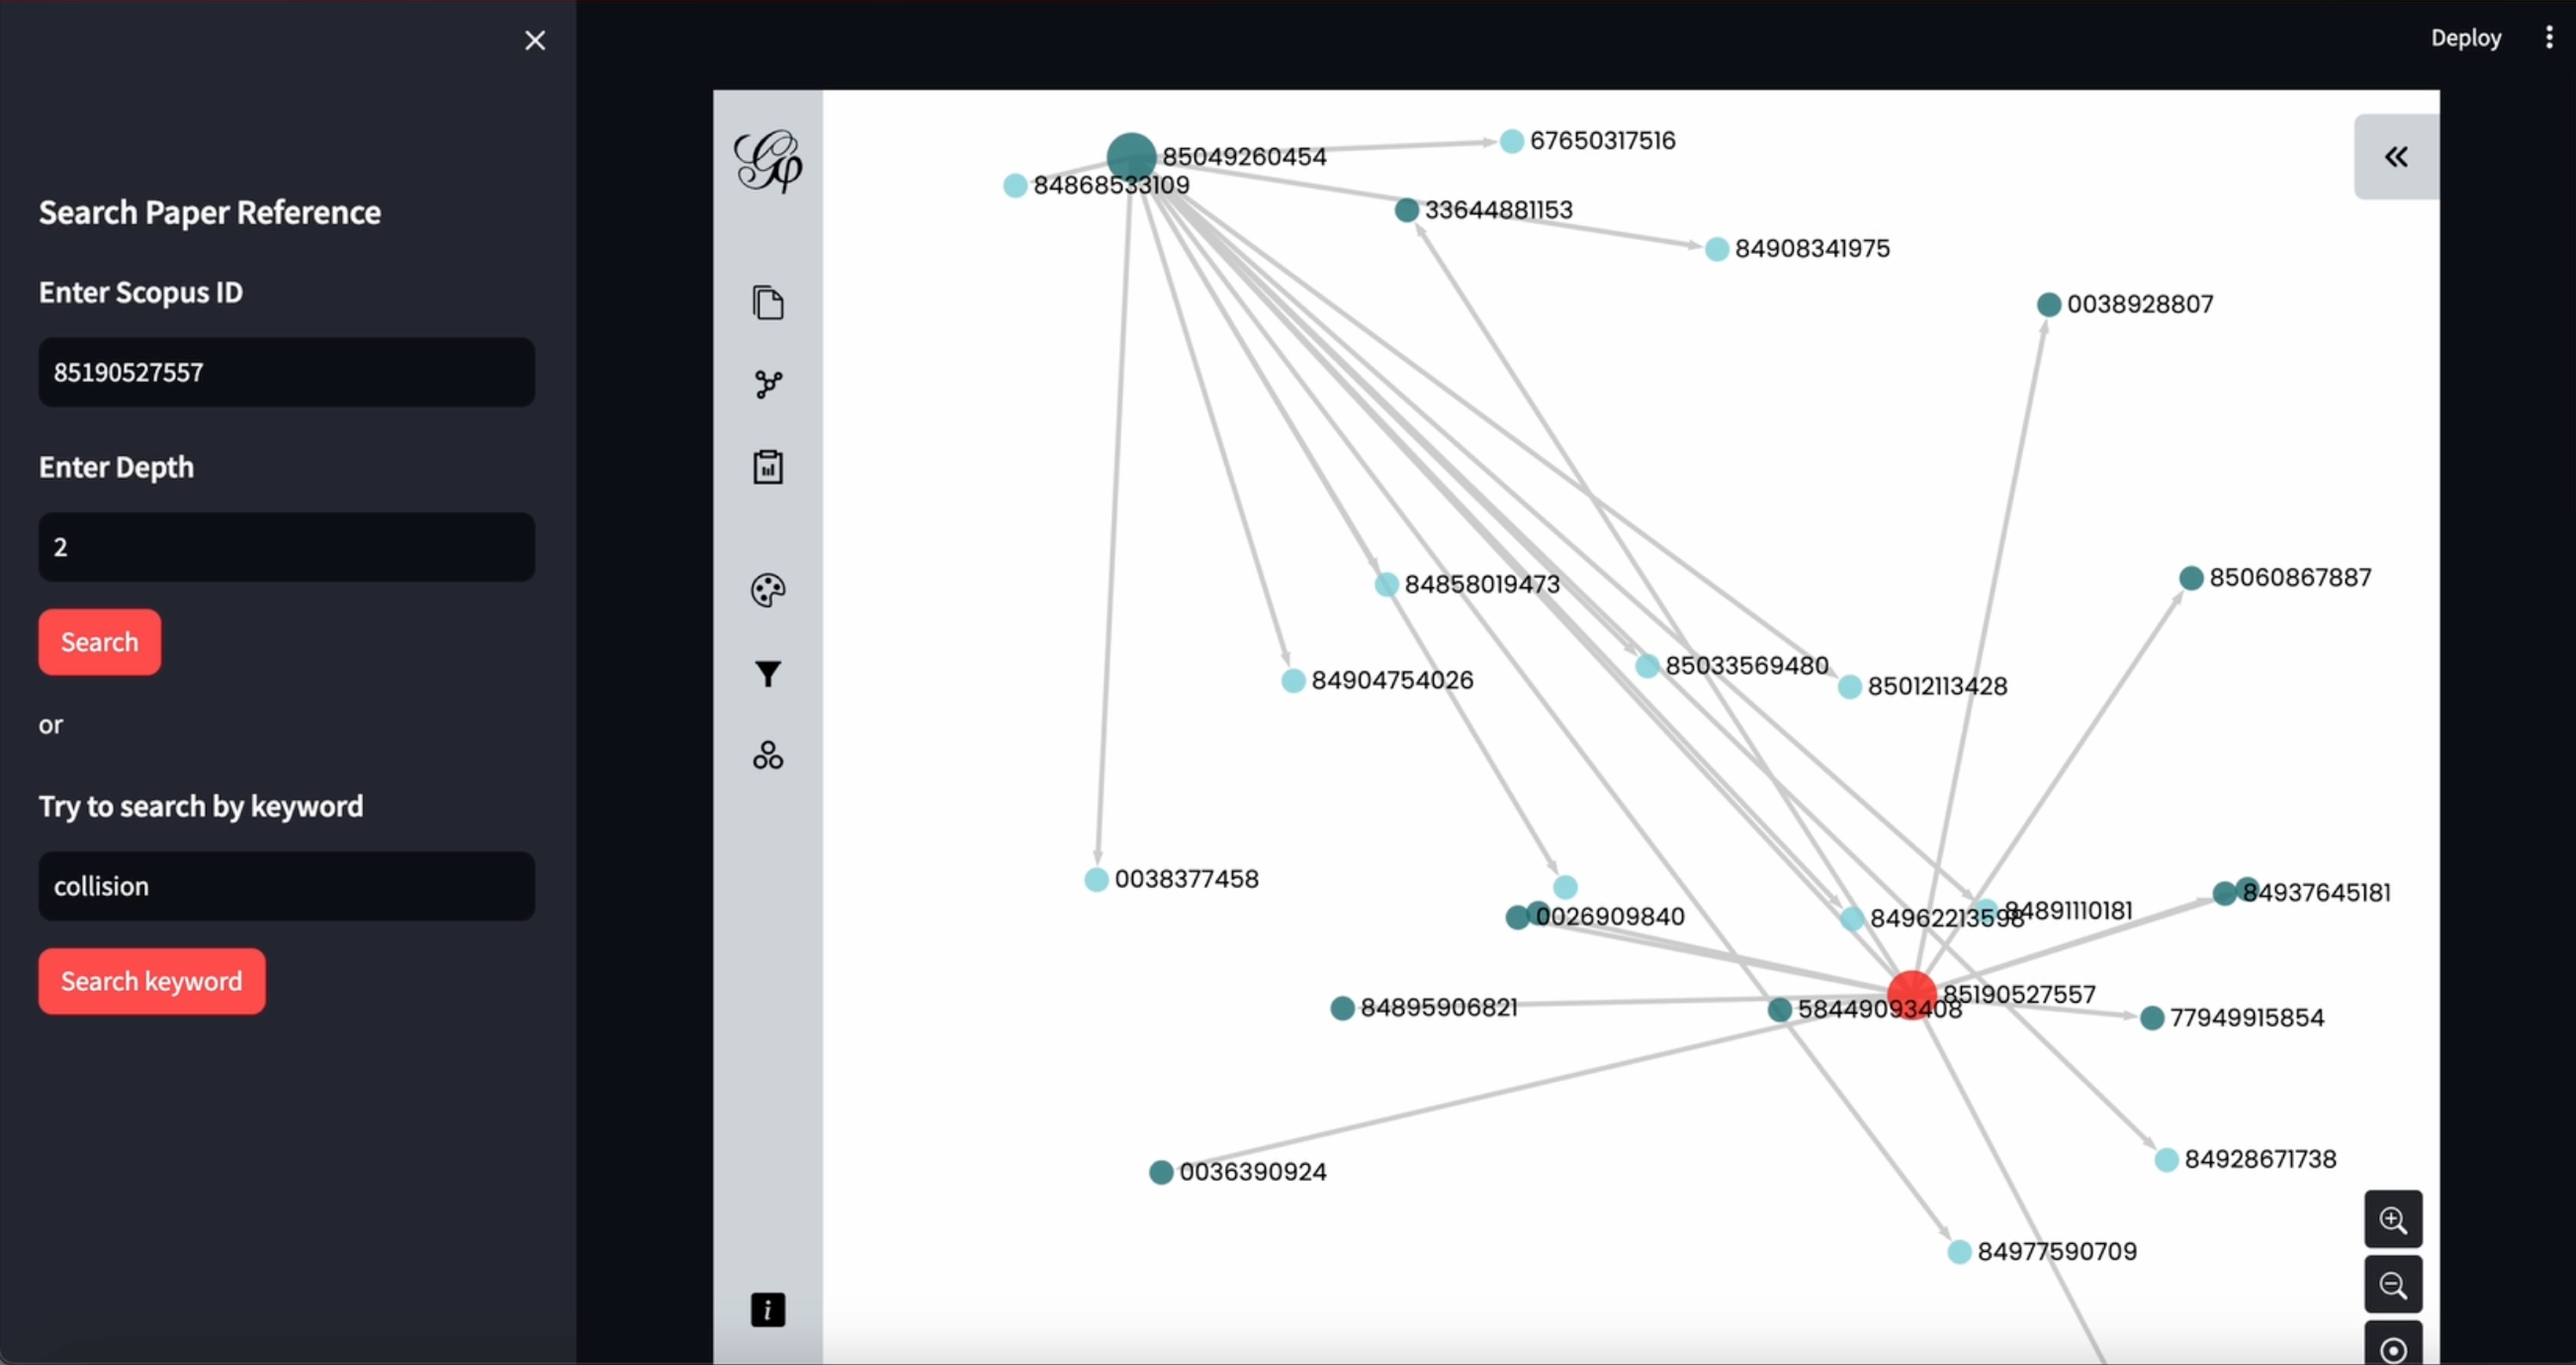 Deploy
Search Paper Reference
Enter Scopus ID
85190527557
Enter Depth
2
Search
or
Try to search by keyword
collision
Search keyword
67650317516
85049260454
84868533109
33644881153
84908341975
0038928807
85060867887
84858019473
85033569480
84904754026
85012113428
0038377458
84937645181
84891110181
0026909840
84962213598
85190527557
84895906821
58449093408
77949915854
84928671738
0036390924
84977590709